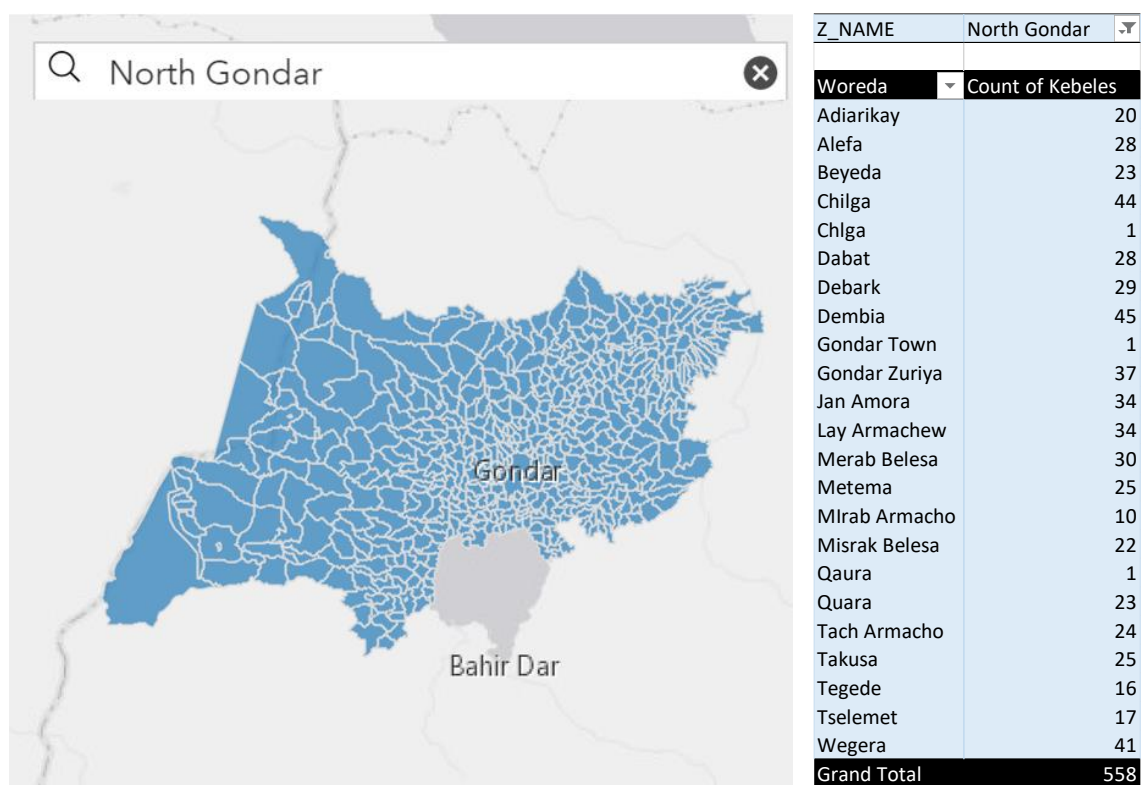 North Gondar
Gondar
Bahir Dar
Z_NAME North Gondar
Woreda Count of Kebeles
Adiarikay 20
Alefa 28
Beyeda 23
Chilga 44
Chlga 1
Dabat 28
Debark 29
Dembia 45
Gondar Town 1
Gondar Zuriya 37
Jan Amora 34
Lay Armachew 34
Merab Belesa 30
Metema 25
MIrab Armacho 10
Misrak Belesa 22
Qaura 1
Quara 23
Tach Armacho 24
Takusa 25
Tegede 16
Tselemet 17
Wegera 41
Grand Total 558